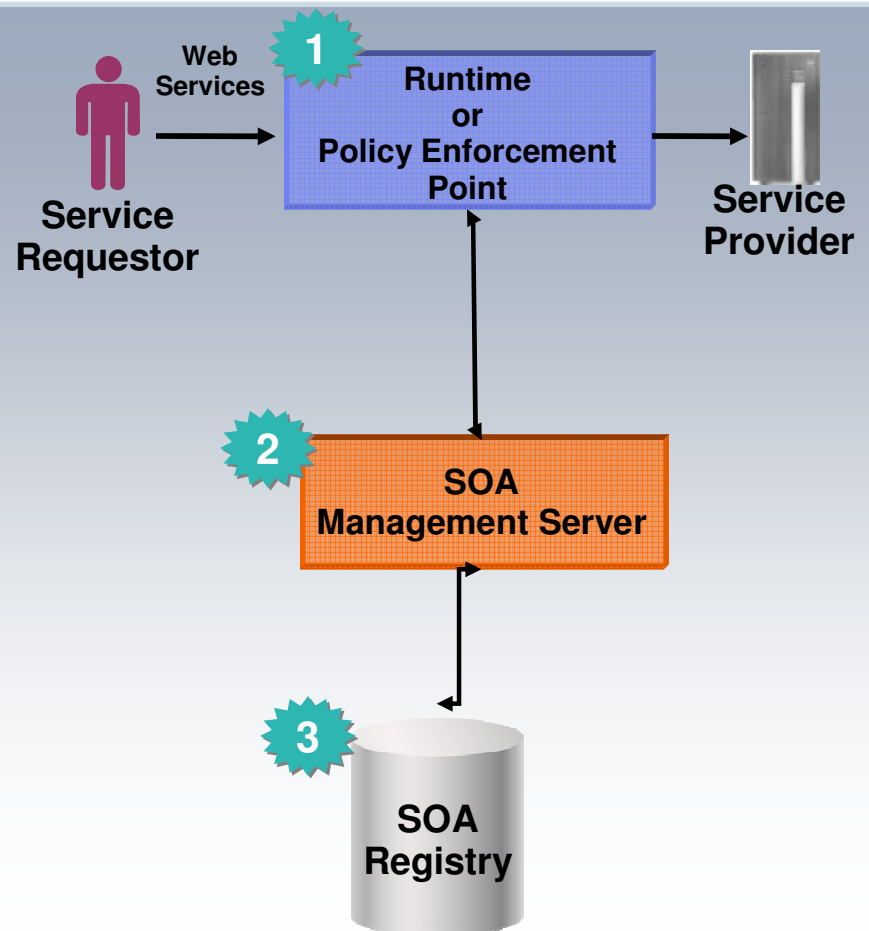 1
Web
Services
Runtime
or
Policy Enforcement
Point
Service
Requestor
Service
Provider
2
SOA
Management Server
3
SOA
Registry